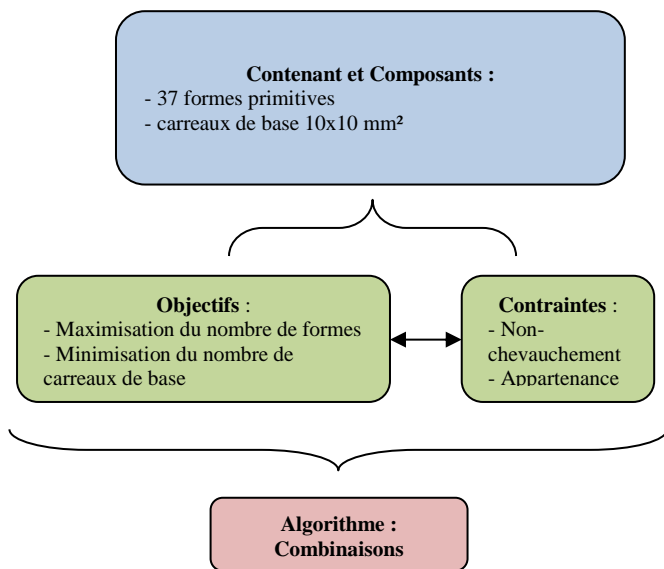 Contenant et Composants :
- 37 formes primitives
- carreaux de base 10x10 mm²
Objectifs :
- Maximisation du nombre de formes
- Minimisation du nombre de
carreaux de base
Contraintes :
- Non-
chevauchement
- Appartenance
Algorithme :
Combinaisons